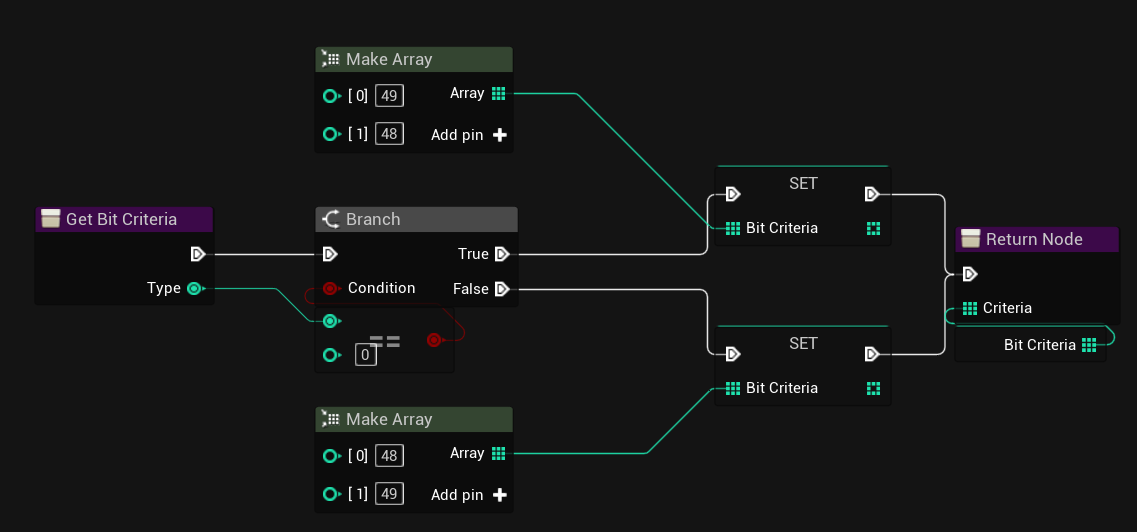 Make Array
[ 0] 49 Array
[ 1] 48 Add pin
Get Bit Criteria
Type
Branch
True
Condition
False
==
0
Make Array
[ 0] 48 Array
[ 1] 49 Add pin
SET
Bit Criteria
SET
Bit Criteria
Return Node
Criteria
Bit Criteria